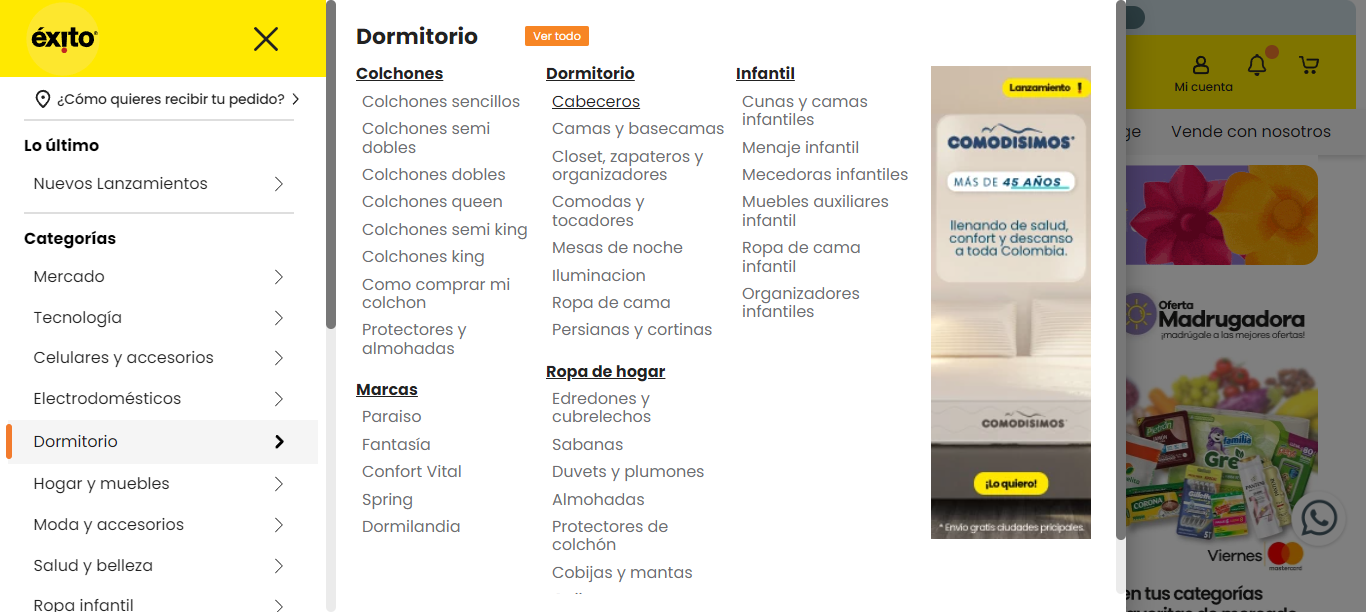 éxito
¿Cómo quieres recibir tu pedido?
Lo último
Nuevos Lanzamientos
Categorías
Mercado
Tecnología
Celulares y accesorios
Electrodomésticos
Dormitorio
Hogar y muebles
Moda y accesorios
Salud y belleza
Ropa infantil
Dormitorio
Ver todo
Colchones
Colchones sencillos
Colchones semi
dobles
Colchones dobles
Colchones queen
Colchones semi king
Colchones king
Como comprar mi
colchon
Protectores y
almohadas
Marcas
Paraiso
Fantasía
Confort Vital
Spring
Dormilandia
Dormitorio
Cabeceros
Camas y basecamas
Closet, zapateros y
organizadores
Comodas y
tocadores
Mesas de noche
Iluminacion
Ropa de cama
Persianas y cortinas
Ropa de hogar
Edredones y
cubrelechos
Sabanas
Duvets y plumones
Almohadas
Protectores de
colchón
Cobijas y mantas
Infantil
Cunas y camas
infantiles
Menaje infantil
Mecedoras infantiles
Muebles auxiliares
infantil
Ropa de cama
infantil
Organizadores
infantiles
Lanzamiento !
COMODISIMOS
MÁS DE 45 AÑOS
llenando de salud,
confort y descanso
a toda Colombia.
COMODISIMOS
¡Lo quiero!
* Envio gratis ciudades pricipales.
Mi cuenta
ge
Vende con nosotros
Oferta
Madrugadora
¡madrúgale a las mejores ofertas!
familia
CORONA
Gillette
PANTENE
Viernes
mastercard
en tus categorías